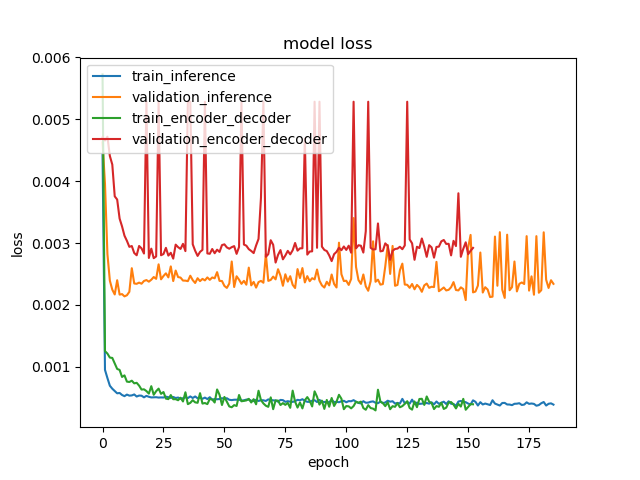 model loss
train_inference
validation_inference
train_encoder_decoder
validation_encoder_decoder
0.006
0.005
0.004
0.003
0.002
0.001
loss
0 25 50 75 100 125 150 175
epoch